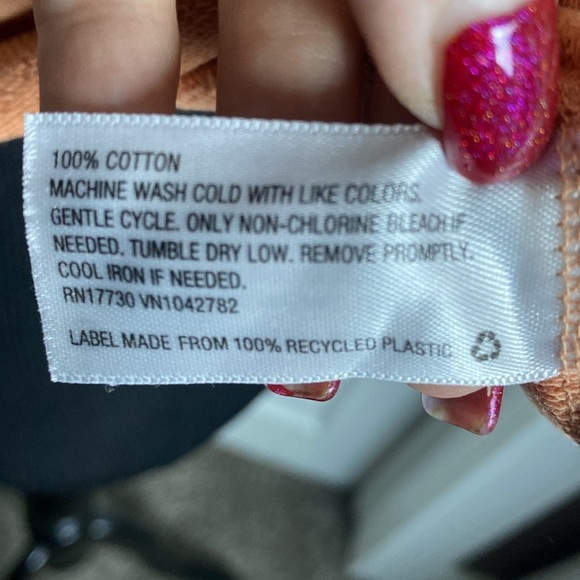 100% COTTON
MACHINE WASH COLD WITH LIKE COLORS.
GENTLE CYCLE. ONLY NON-CHLORINE BLEACH IF
NEEDED. TUMBLE DRY LOW. REMOVE PROMPTLY.
COOL IRON IF NEEDED.
RN17730 VN1042782
LABEL MADE FROM 100% RECYCLED PLASTIC